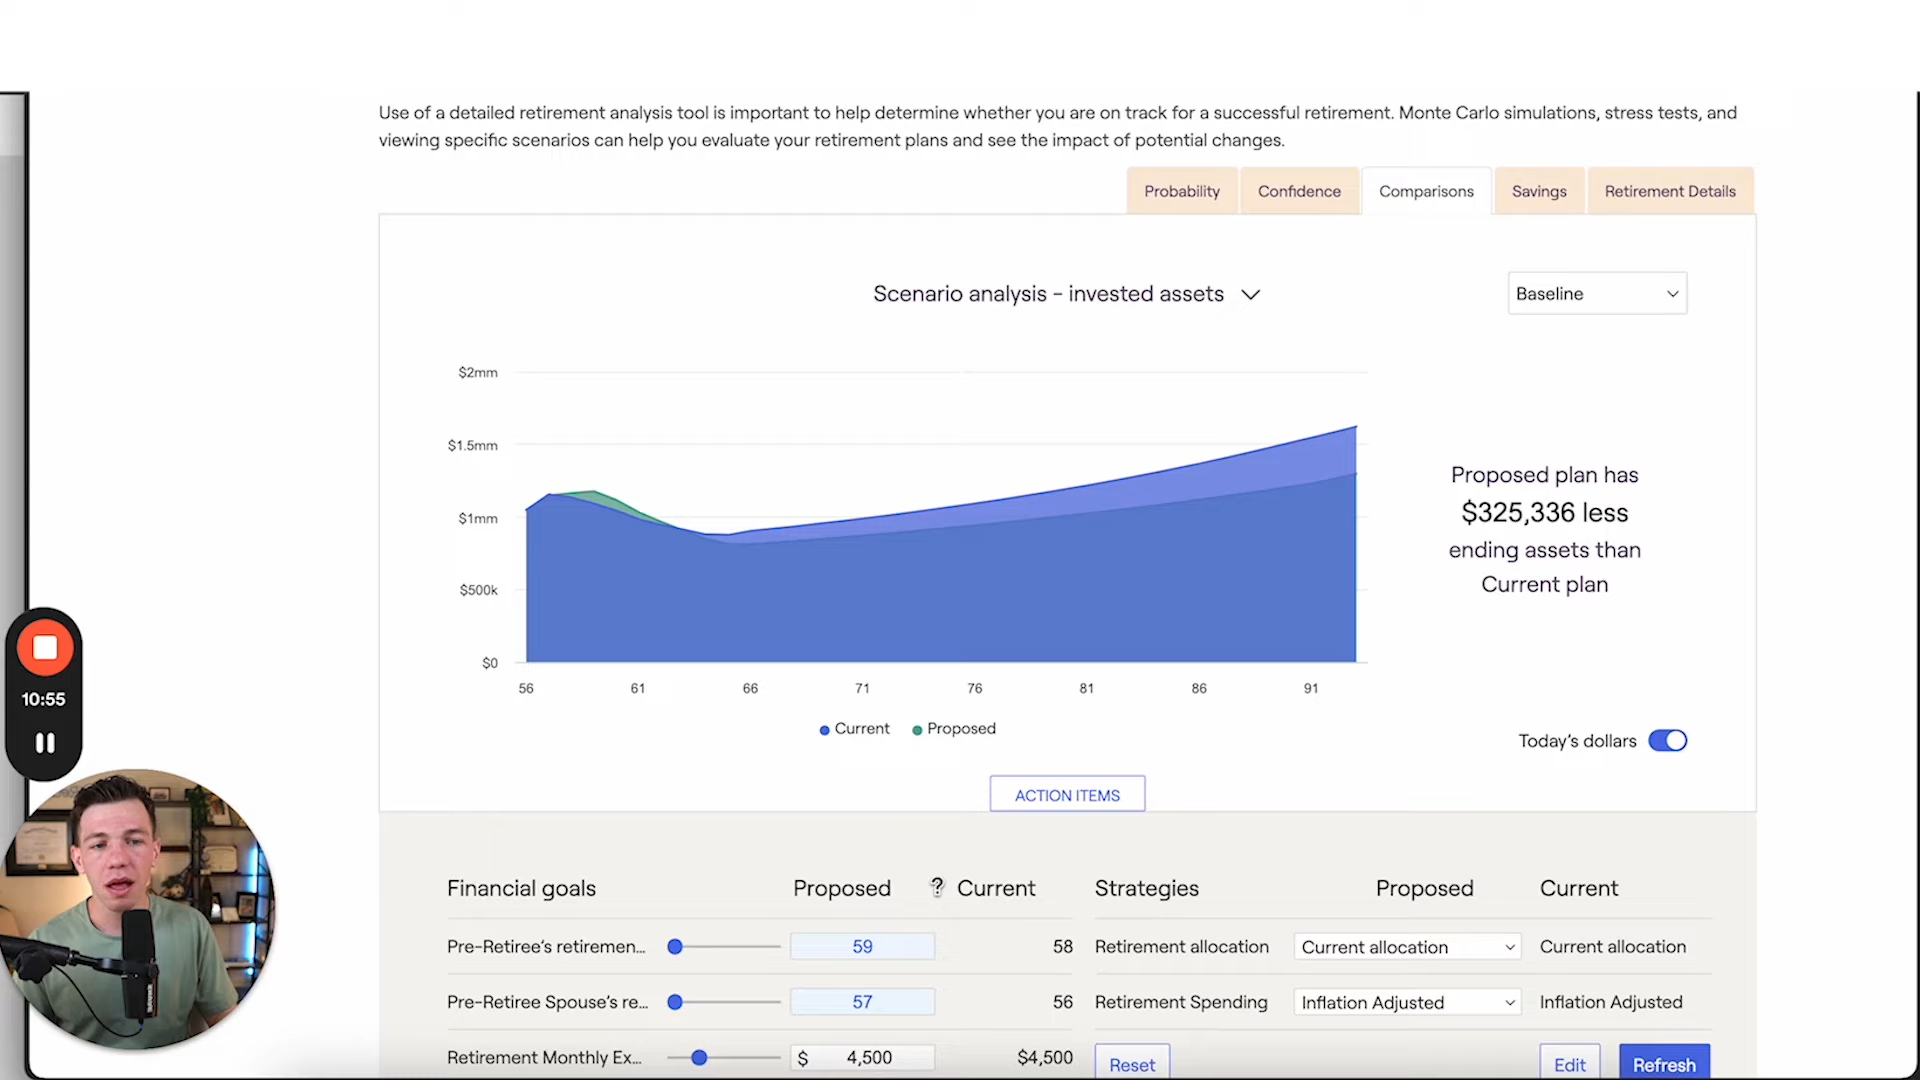 Use of a detailed retirement analysis tool is important to help determine whether you are on track for a successful retirement. Monte Carlo simulations, stress tests, and
viewing specific scenarios can help you evaluate your retirement plans and see the impact of potential changes.
Probability
Confidence
Comparisons
Savings
Retirement Details
Scenario analysis - invested assets
Baseline
$2mm
$1.5mm
$1mm
$500k
$0
56 61 66 71 76 81 86 91
Current Proposed
Proposed plan has
$325,336 less
ending assets than
Current plan
Today's dollars
ACTION ITEMS
10:55
Financial goals Proposed ? Current
Pre-Retiree's retiremen... 59 58
Pre-Retiree Spouse's re... 57 56
Retirement Monthly Ex... $ 4,500 $4,500
Strategies Proposed Current
Retirement allocation Current allocation Current allocation
Retirement Spending Inflation Adjusted Inflation Adjusted
Reset Edit Refresh